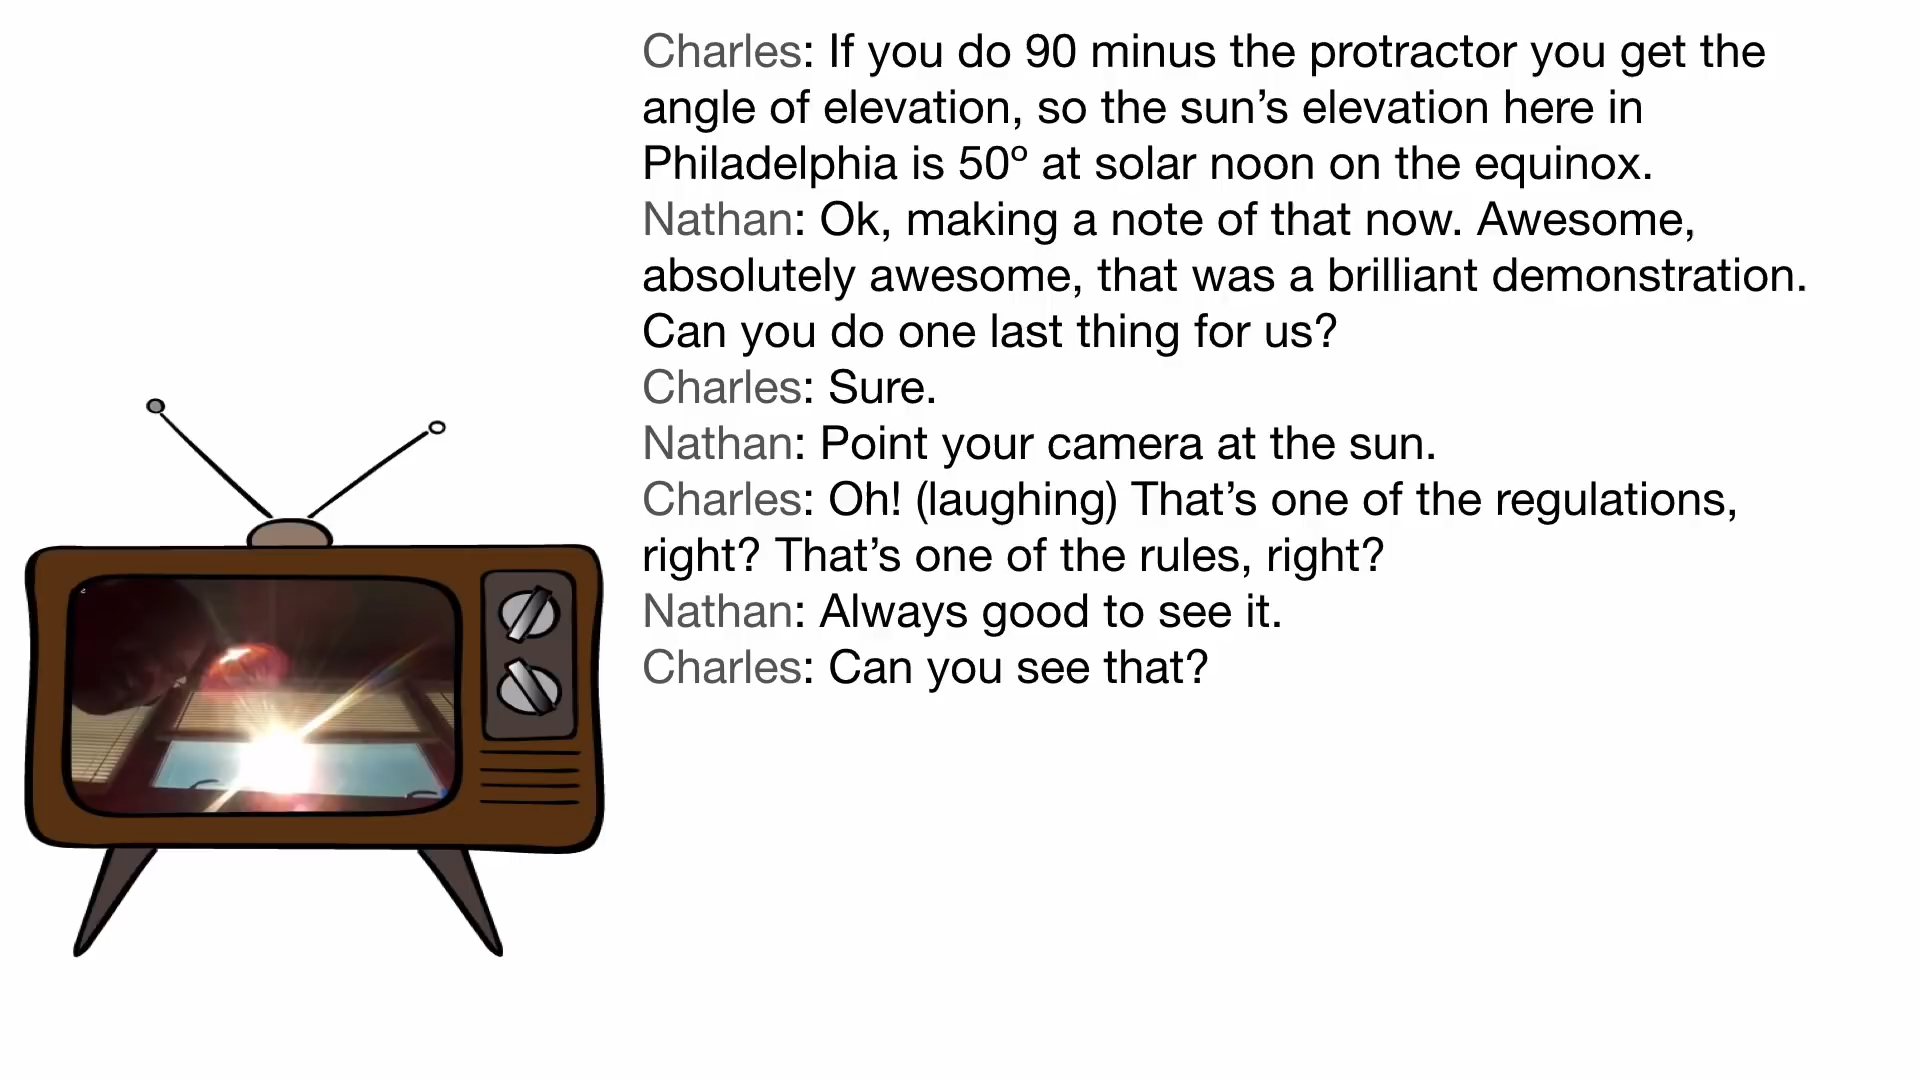 Charles: If you do 90 minus the protractor you get the
angle of elevation, so the sun’s elevation here in
Philadelphia is 50º at solar noon on the equinox.
Nathan: Ok, making a note of that now. Awesome,
absolutely awesome, that was a brilliant demonstration.
Can you do one last thing for us?
Charles: Sure.
Nathan: Point your camera at the sun.
Charles: Oh! (laughing) That’s one of the regulations,
right? That’s one of the rules, right?
Nathan: Always good to see it.
Charles: Can you see that?